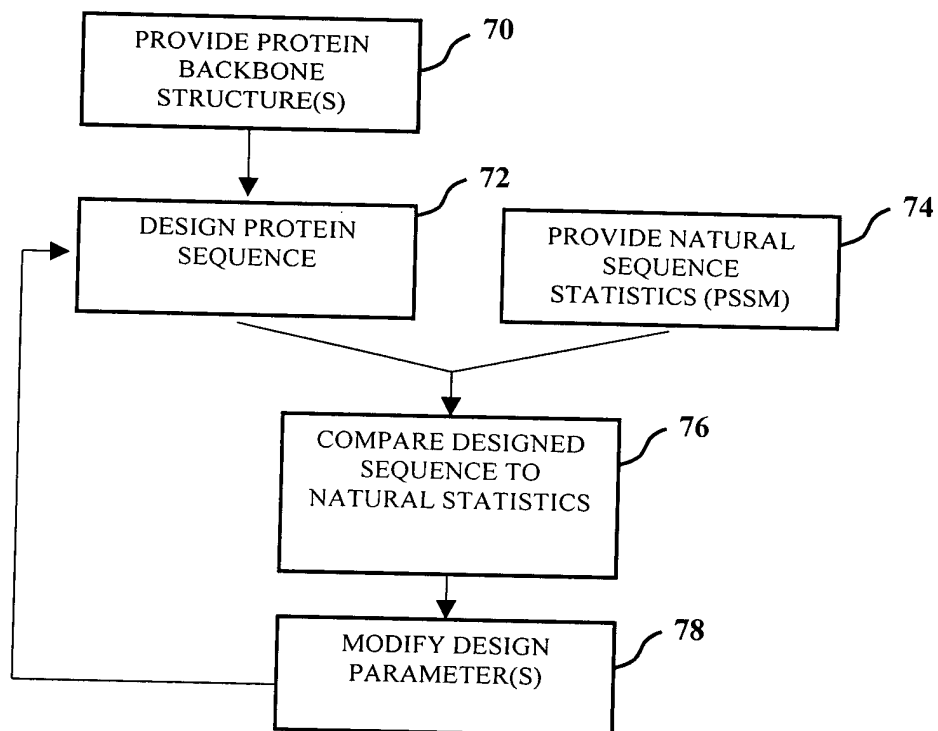 70
PROVIDE PROTEIN
BACKBONE
STRUCTURE(S)
72
DESIGN PROTEIN
SEQUENCE
74
PROVIDE NATURAL
SEQUENCE
STATISTICS (PSSM)
76
COMPARE DESIGNED
SEQUENCE TO
NATURAL STATISTICS
78
MODIFY DESIGN
PARAMETER(S)